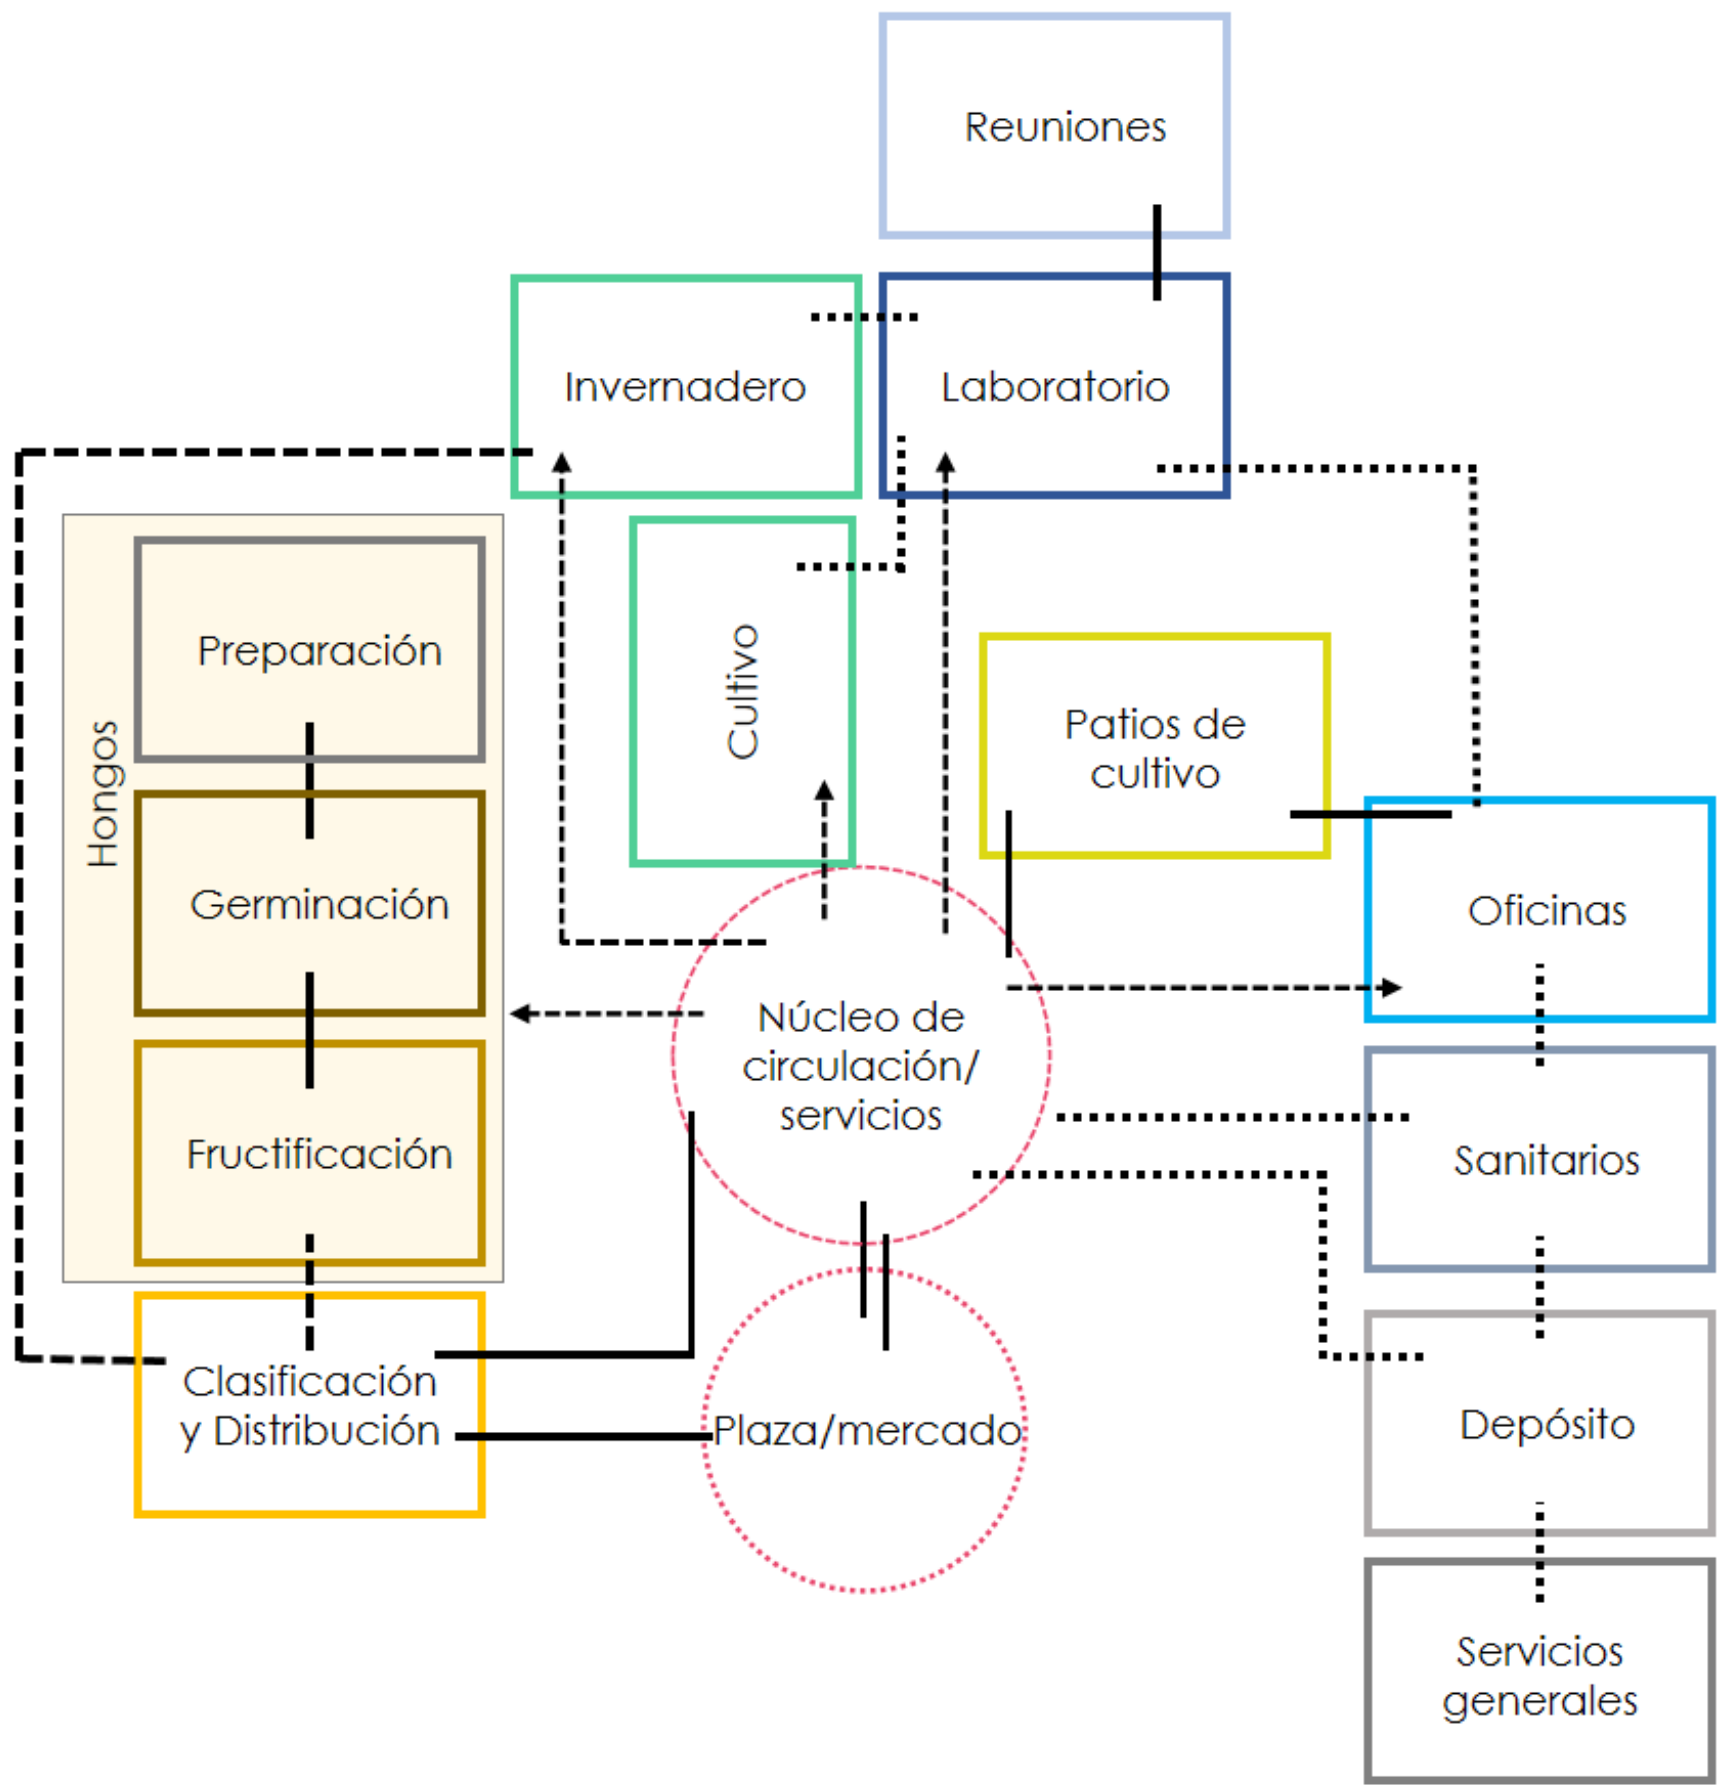 Reuniones
Invernadero
Laboratorio
Hongos
Preparación
Cultivo
Patios de
cultivo
Germinación
Oficinas
Núcleo de
circulación/
servicios
Fructificación
Sanitarios
Clasificación
y Distribución
Plaza/mercado
Depósito
Servicios
generales